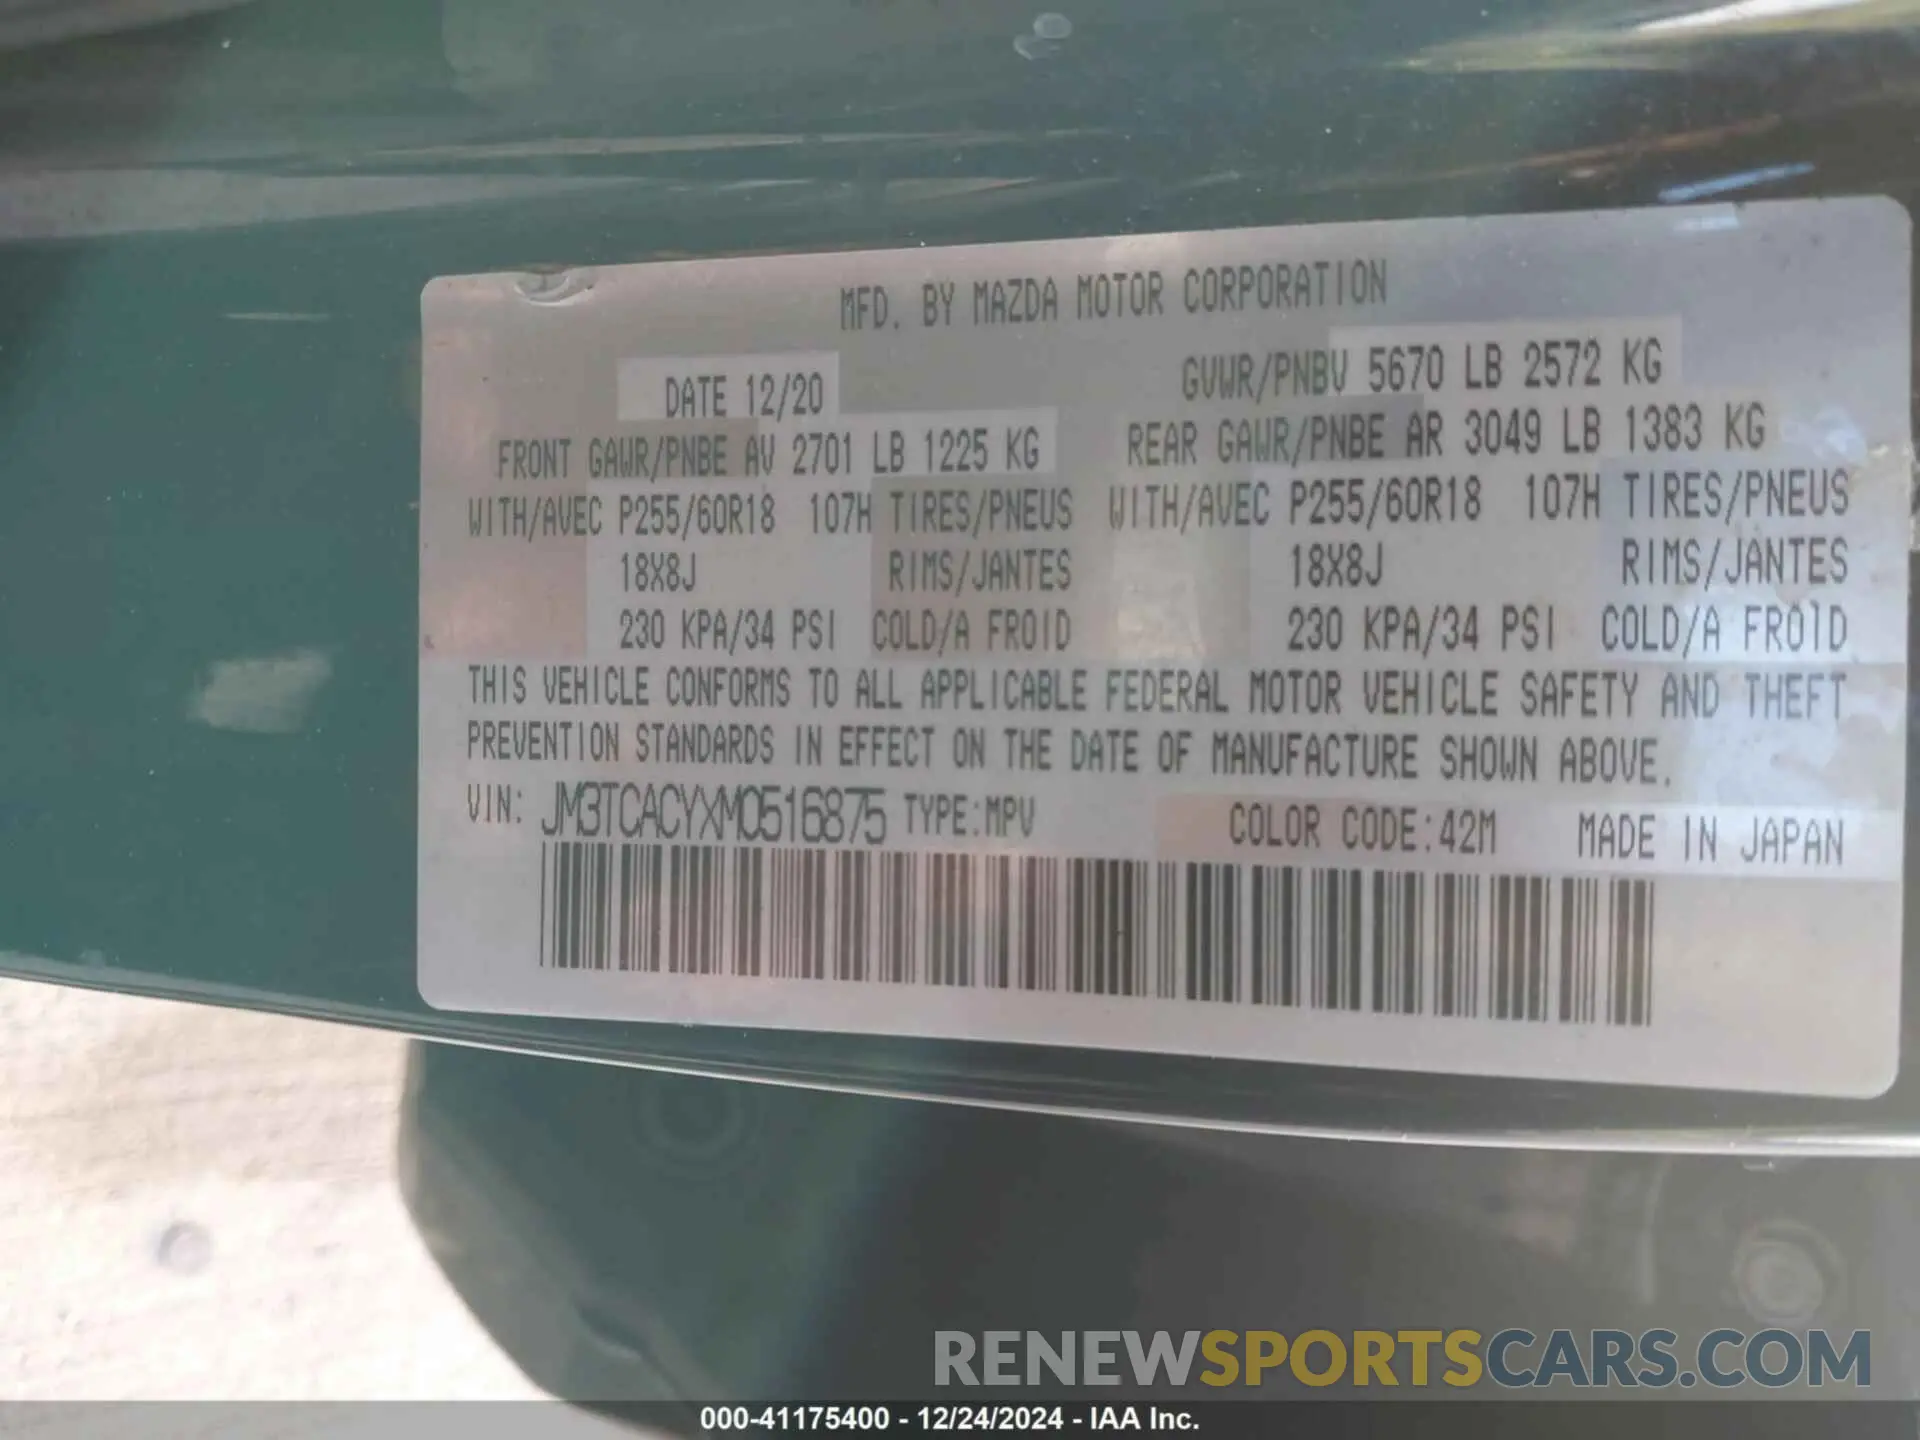 MFD. BY MAZDA MOTOR CORPORATION
DATE 12/20 GVWR/PNBV 5670 LB 2572 KG
FRONT GAWR/PNBE AV 2701 LB 1225 KG REAR GAWR/PNBE AR 3049 LB 1383 KG
WITH/AVEC P255/60R18 107H TIRES/PNEUS WITH/AVEC P255/60R18 107H TIRES/PNEUS
18X8J RIMS/JANTES 18X8J RIMS/JANTES
230 KPA/34 PSI COLD/A FROID 230 KPA/34 PSI COLD/A FROID
THIS VEHICLE CONFORMS TO ALL APPLICABLE FEDERAL MOTOR VEHICLE SAFETY AND THEFT
PREVENTION STANDARDS IN EFFECT ON THE DATE OF MANUFACTURE SHOWN ABOVE.
VIN: JM3TCACYXM0516875 TYPE:MPV COLOR CODE:42M MADE IN JAPAN
RENEWSPORTSCARS.COM
000-41175400 - 12/24/2024 - IAA Inc.